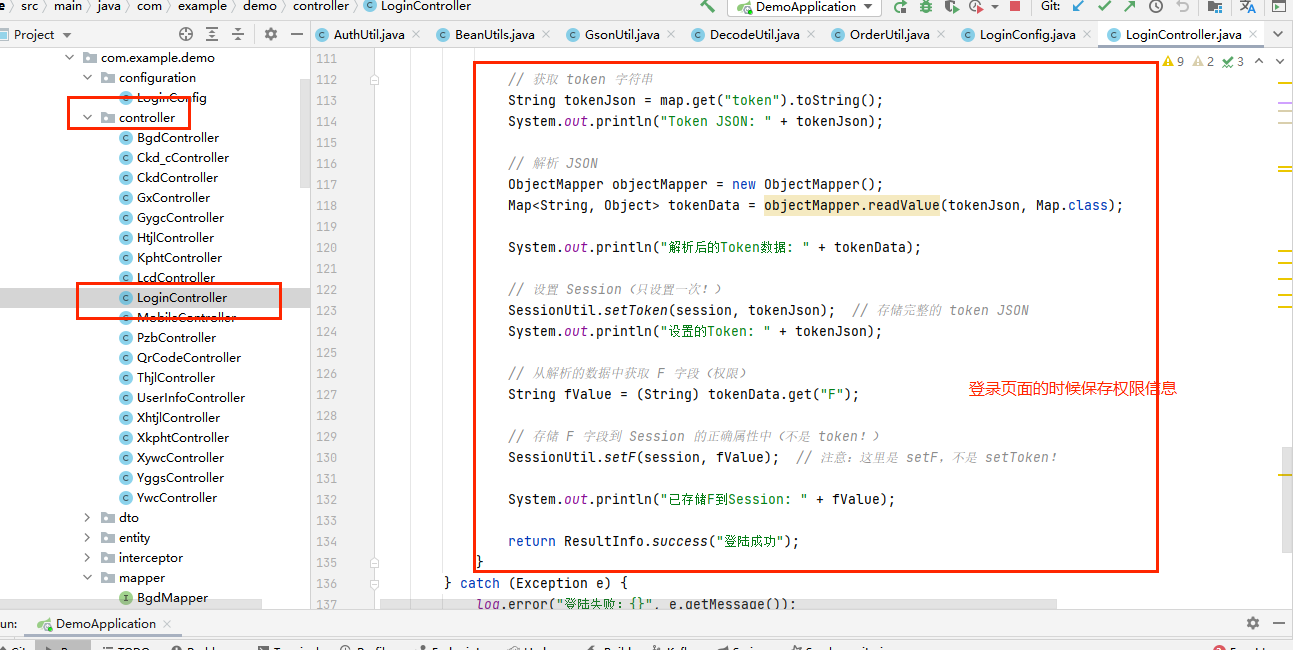 src main java com example demo controller LoginController
DemoApplication
Git:
Project
AuthUtil.java BeanUtils.java GsonUtil.java DecodeUtil.java OrderUtil.java LoginConfig.java LoginController.java
com.example.demo
configuration
LoginConfig
controller
BgdController
Ckd_cController
CkdController
GxController
GygcController
HtjlController
KphtController
LcdController
LoginController
MobileController
PzbController
QrCodeController
ThjlController
UserInfoController
XhtjlController
XkphtController
XywcController
YggsController
YwcController
dto
entity
interceptor
mapper
BgdMapper
9 2 3
111
112 // 获取 token 字符串
113 String tokenJson = map.get("token").toString();
114 System.out.println("Token JSON: " + tokenJson);
115
116 // 解析 JSON
117 ObjectMapper objectMapper = new ObjectMapper();
118 Map<String, Object> tokenData = objectMapper.readValue(tokenJson, Map.class);
119
120 System.out.println("解析后的Token数据: " + tokenData);
121
122 // 设置 Session（只设置一次！）
123 SessionUtil.setToken(session, tokenJson); // 存储完整的 token JSON
124 System.out.println("设置的Token: " + tokenJson);
125
126 // 从解析的数据中获取 F 字段（权限）
127 String fValue = (String) tokenData.get("F");
128
129 // 存储 F 字段到 Session 的正确属性中（不是 token！）
130 SessionUtil.setF(session, fValue); // 注意：这里是 setF，不是 setToken！
131
132 System.out.println("已存储F到Session: " + fValue);
133
134 return ResultInfo.success("登陆成功");
135 }
136 } catch (Exception e) {
137 log.error("登陆失败：{}", e.getMessage());
登录页面的时候保存权限信息
un: DemoApplication